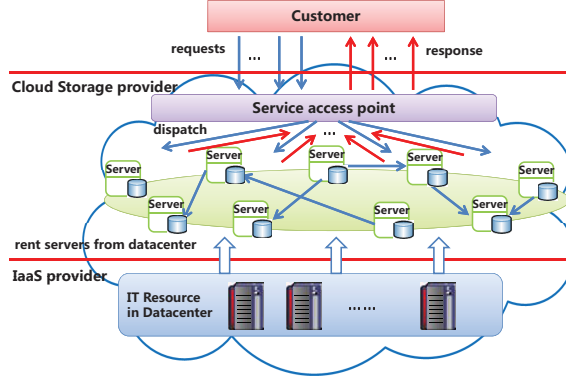 Customer
requests
...
...
response
Cloud Storage provider
Service access point
dispatch
...
Server
Server
Server
Server
Server
Server
Server
Server
Server
rent servers from datacenter
IaaS provider
IT Resource
in Datacenter
... ...